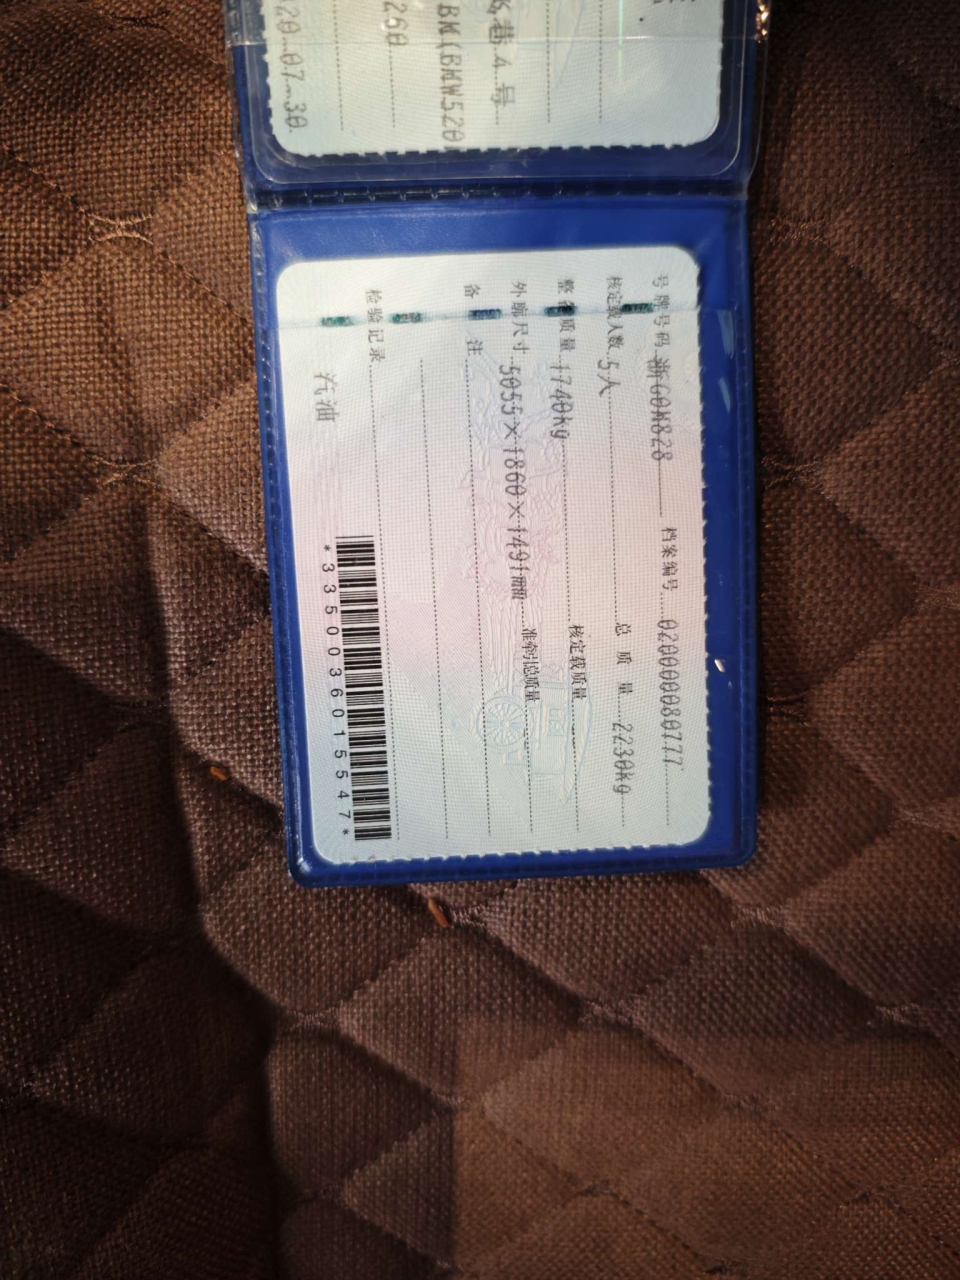 巷4号
BM(BMW520
260
20-07-30
号牌号码 浙G0M828 档案编号 020000080777
核定载人数 5人 总质量 2230kg
整备质量 1740kg 核定载质量
外廓尺寸 5055×1860×1491mm 准牵引总质量
备注
检验记录
汽油
*3350036015547*